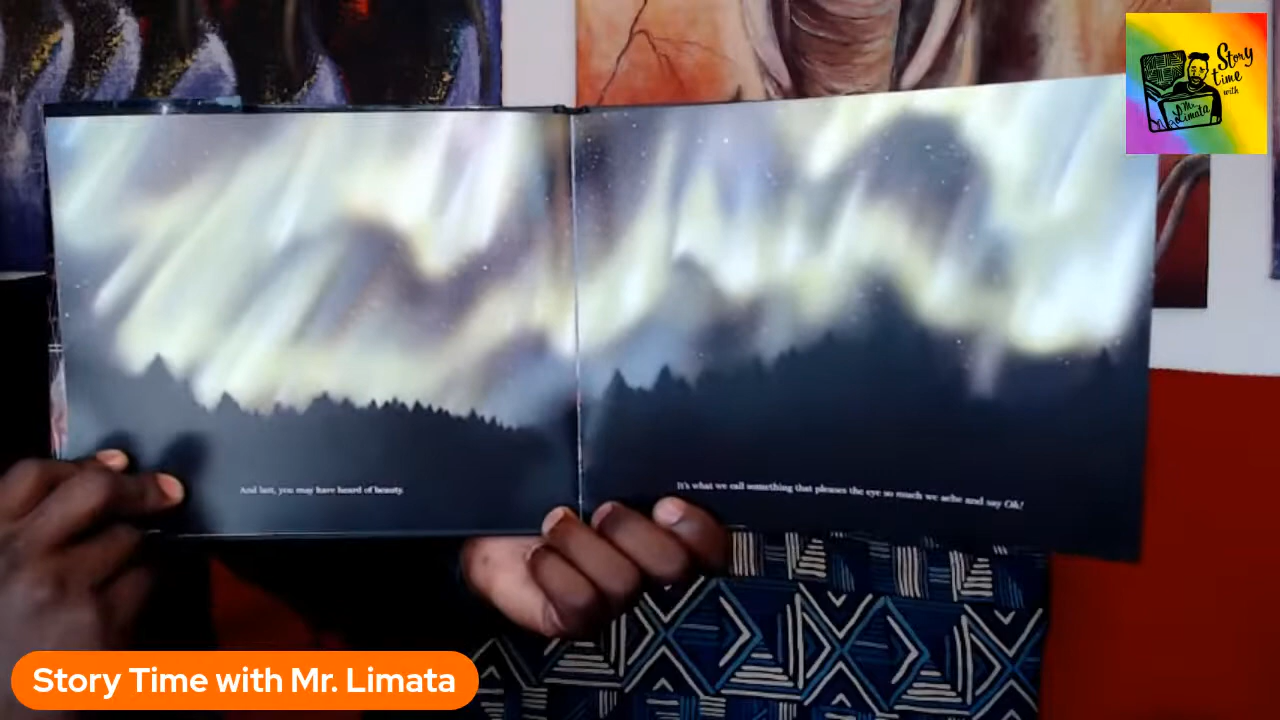 Story
time
with
Mr.
Limata
And last, you may have heard of beauty.
It's what we call something that pleases the eye so much we ache and say Oh!
Story Time with Mr. Limata